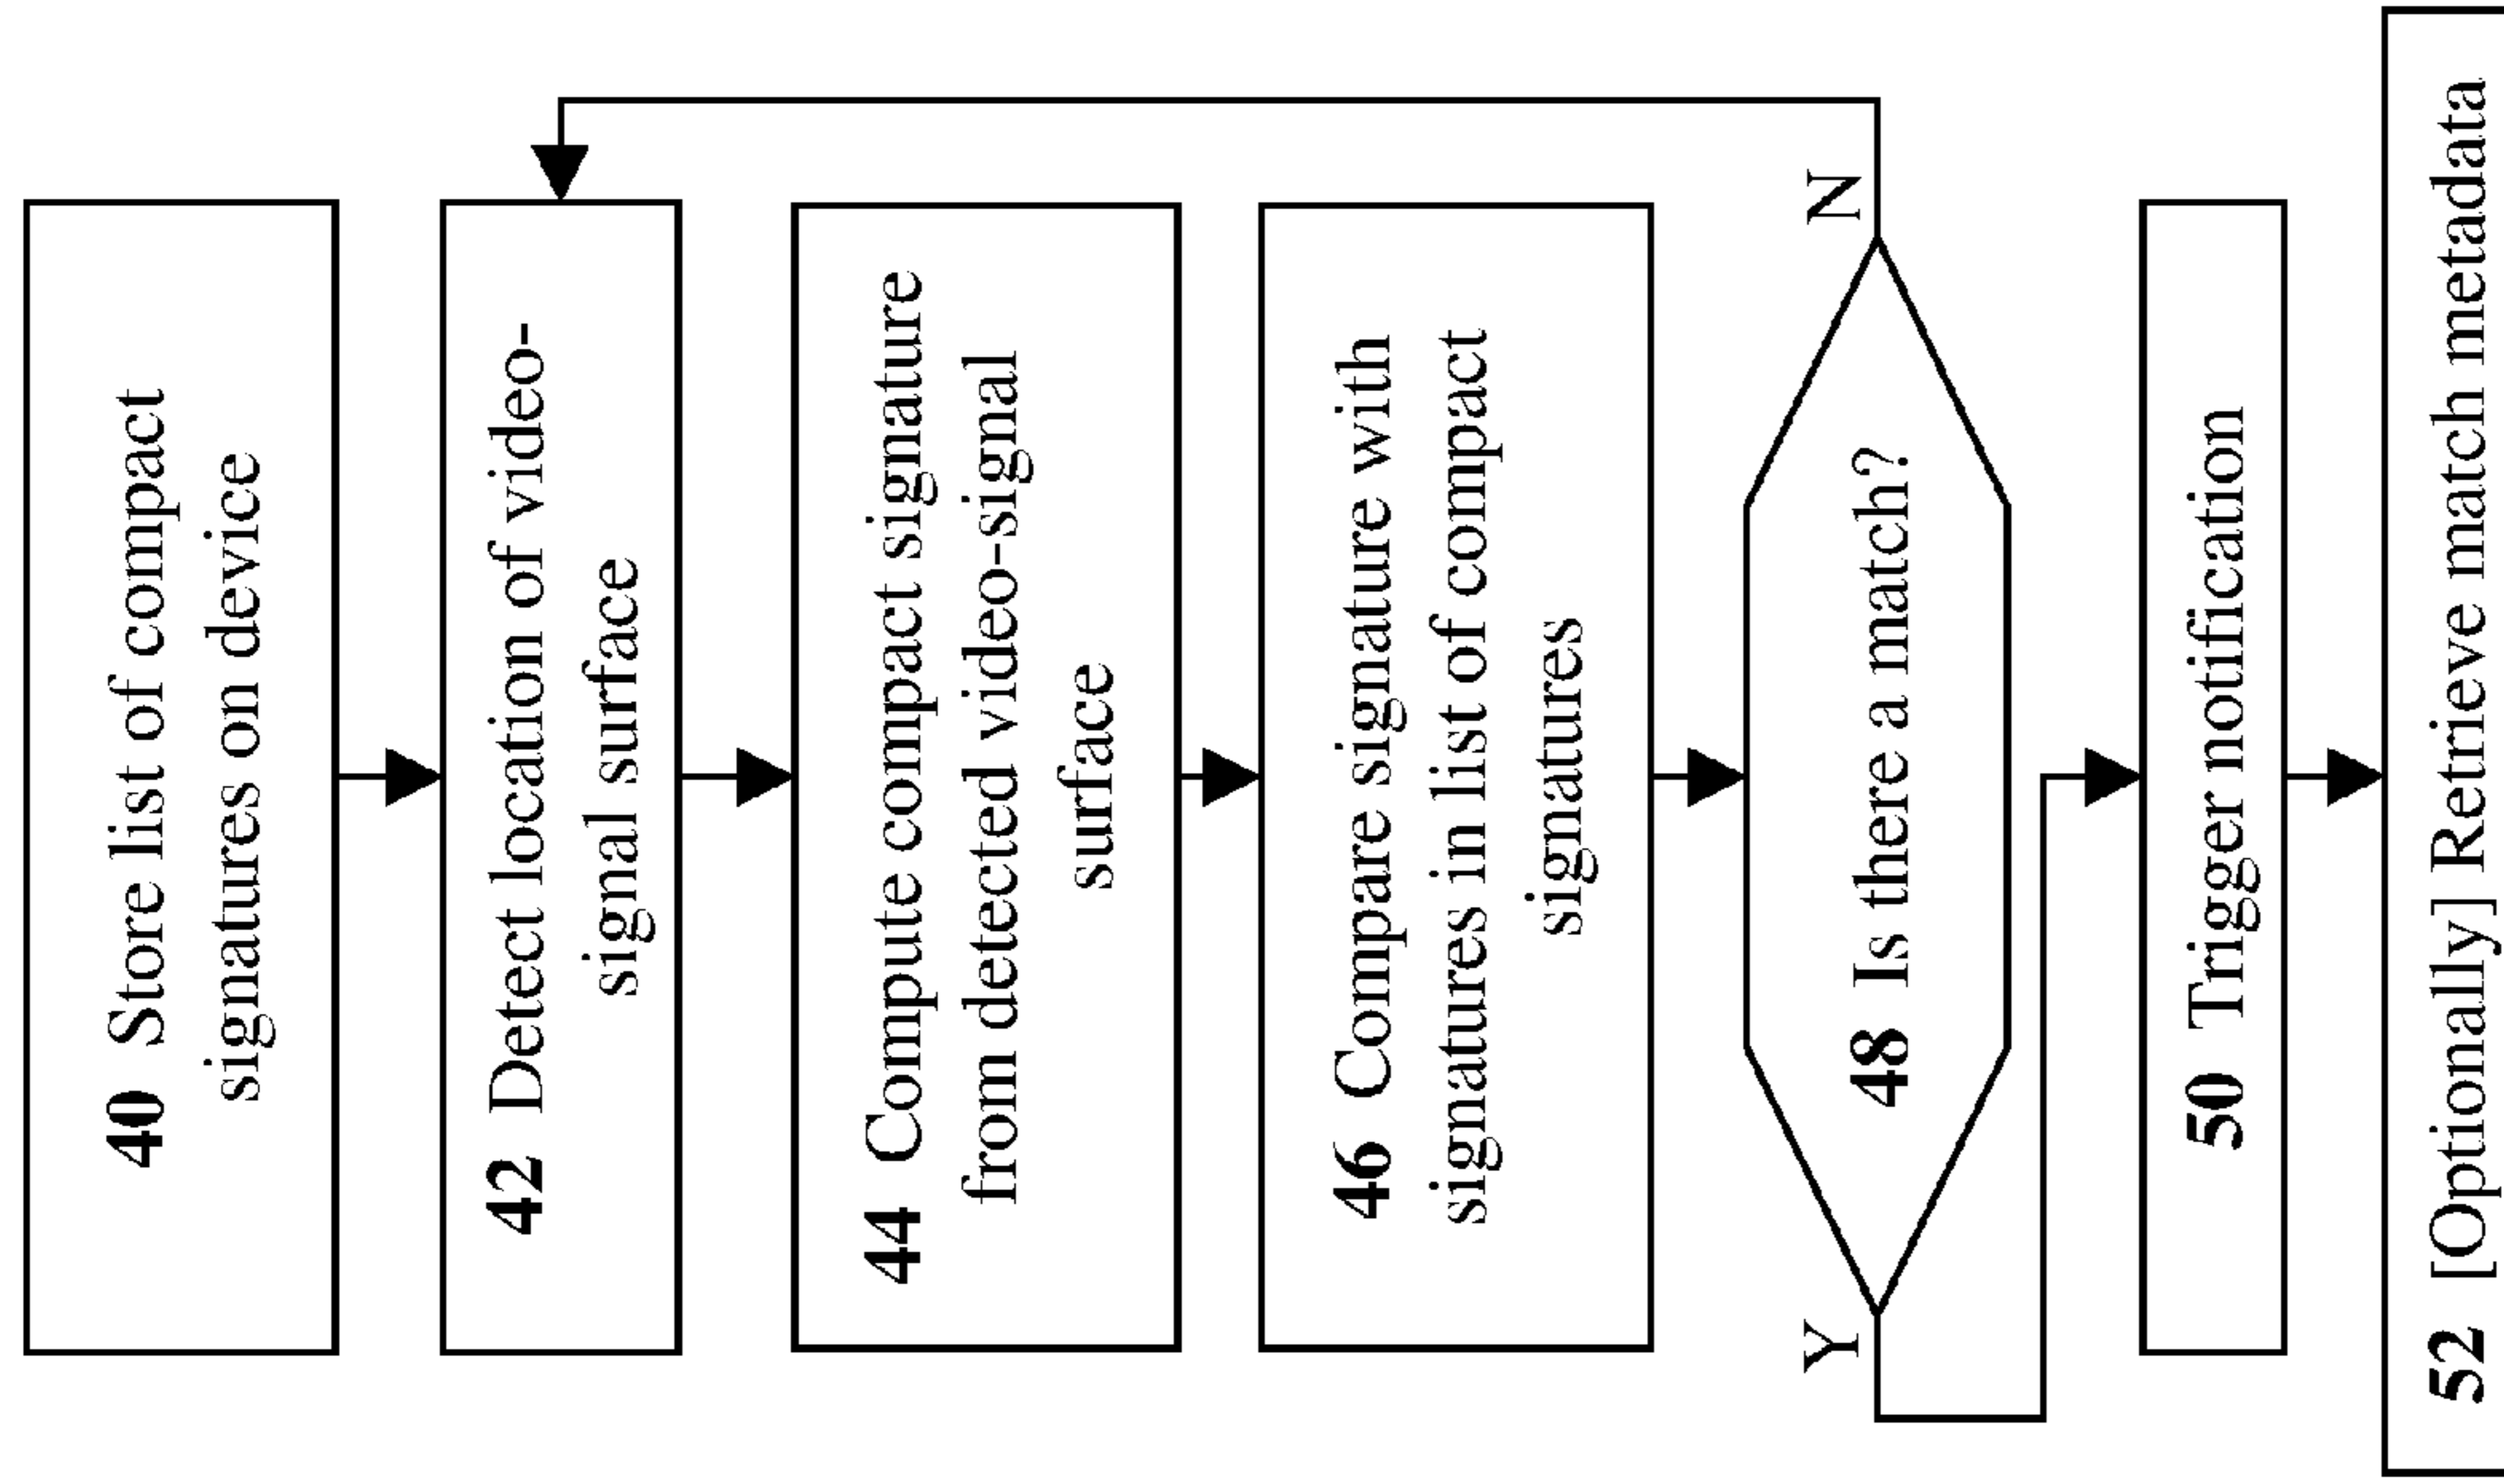 40 Store list of compact
signatures on device
42 Detect location of video-
signal surface
44 Compute compact signature
from detected video-signal
surface
46 Compare signature with
signatures in list of compact
signatures
48 Is there a match?
Y
N
50 Trigger notification
52 [Optionally] Retrieve match metadata